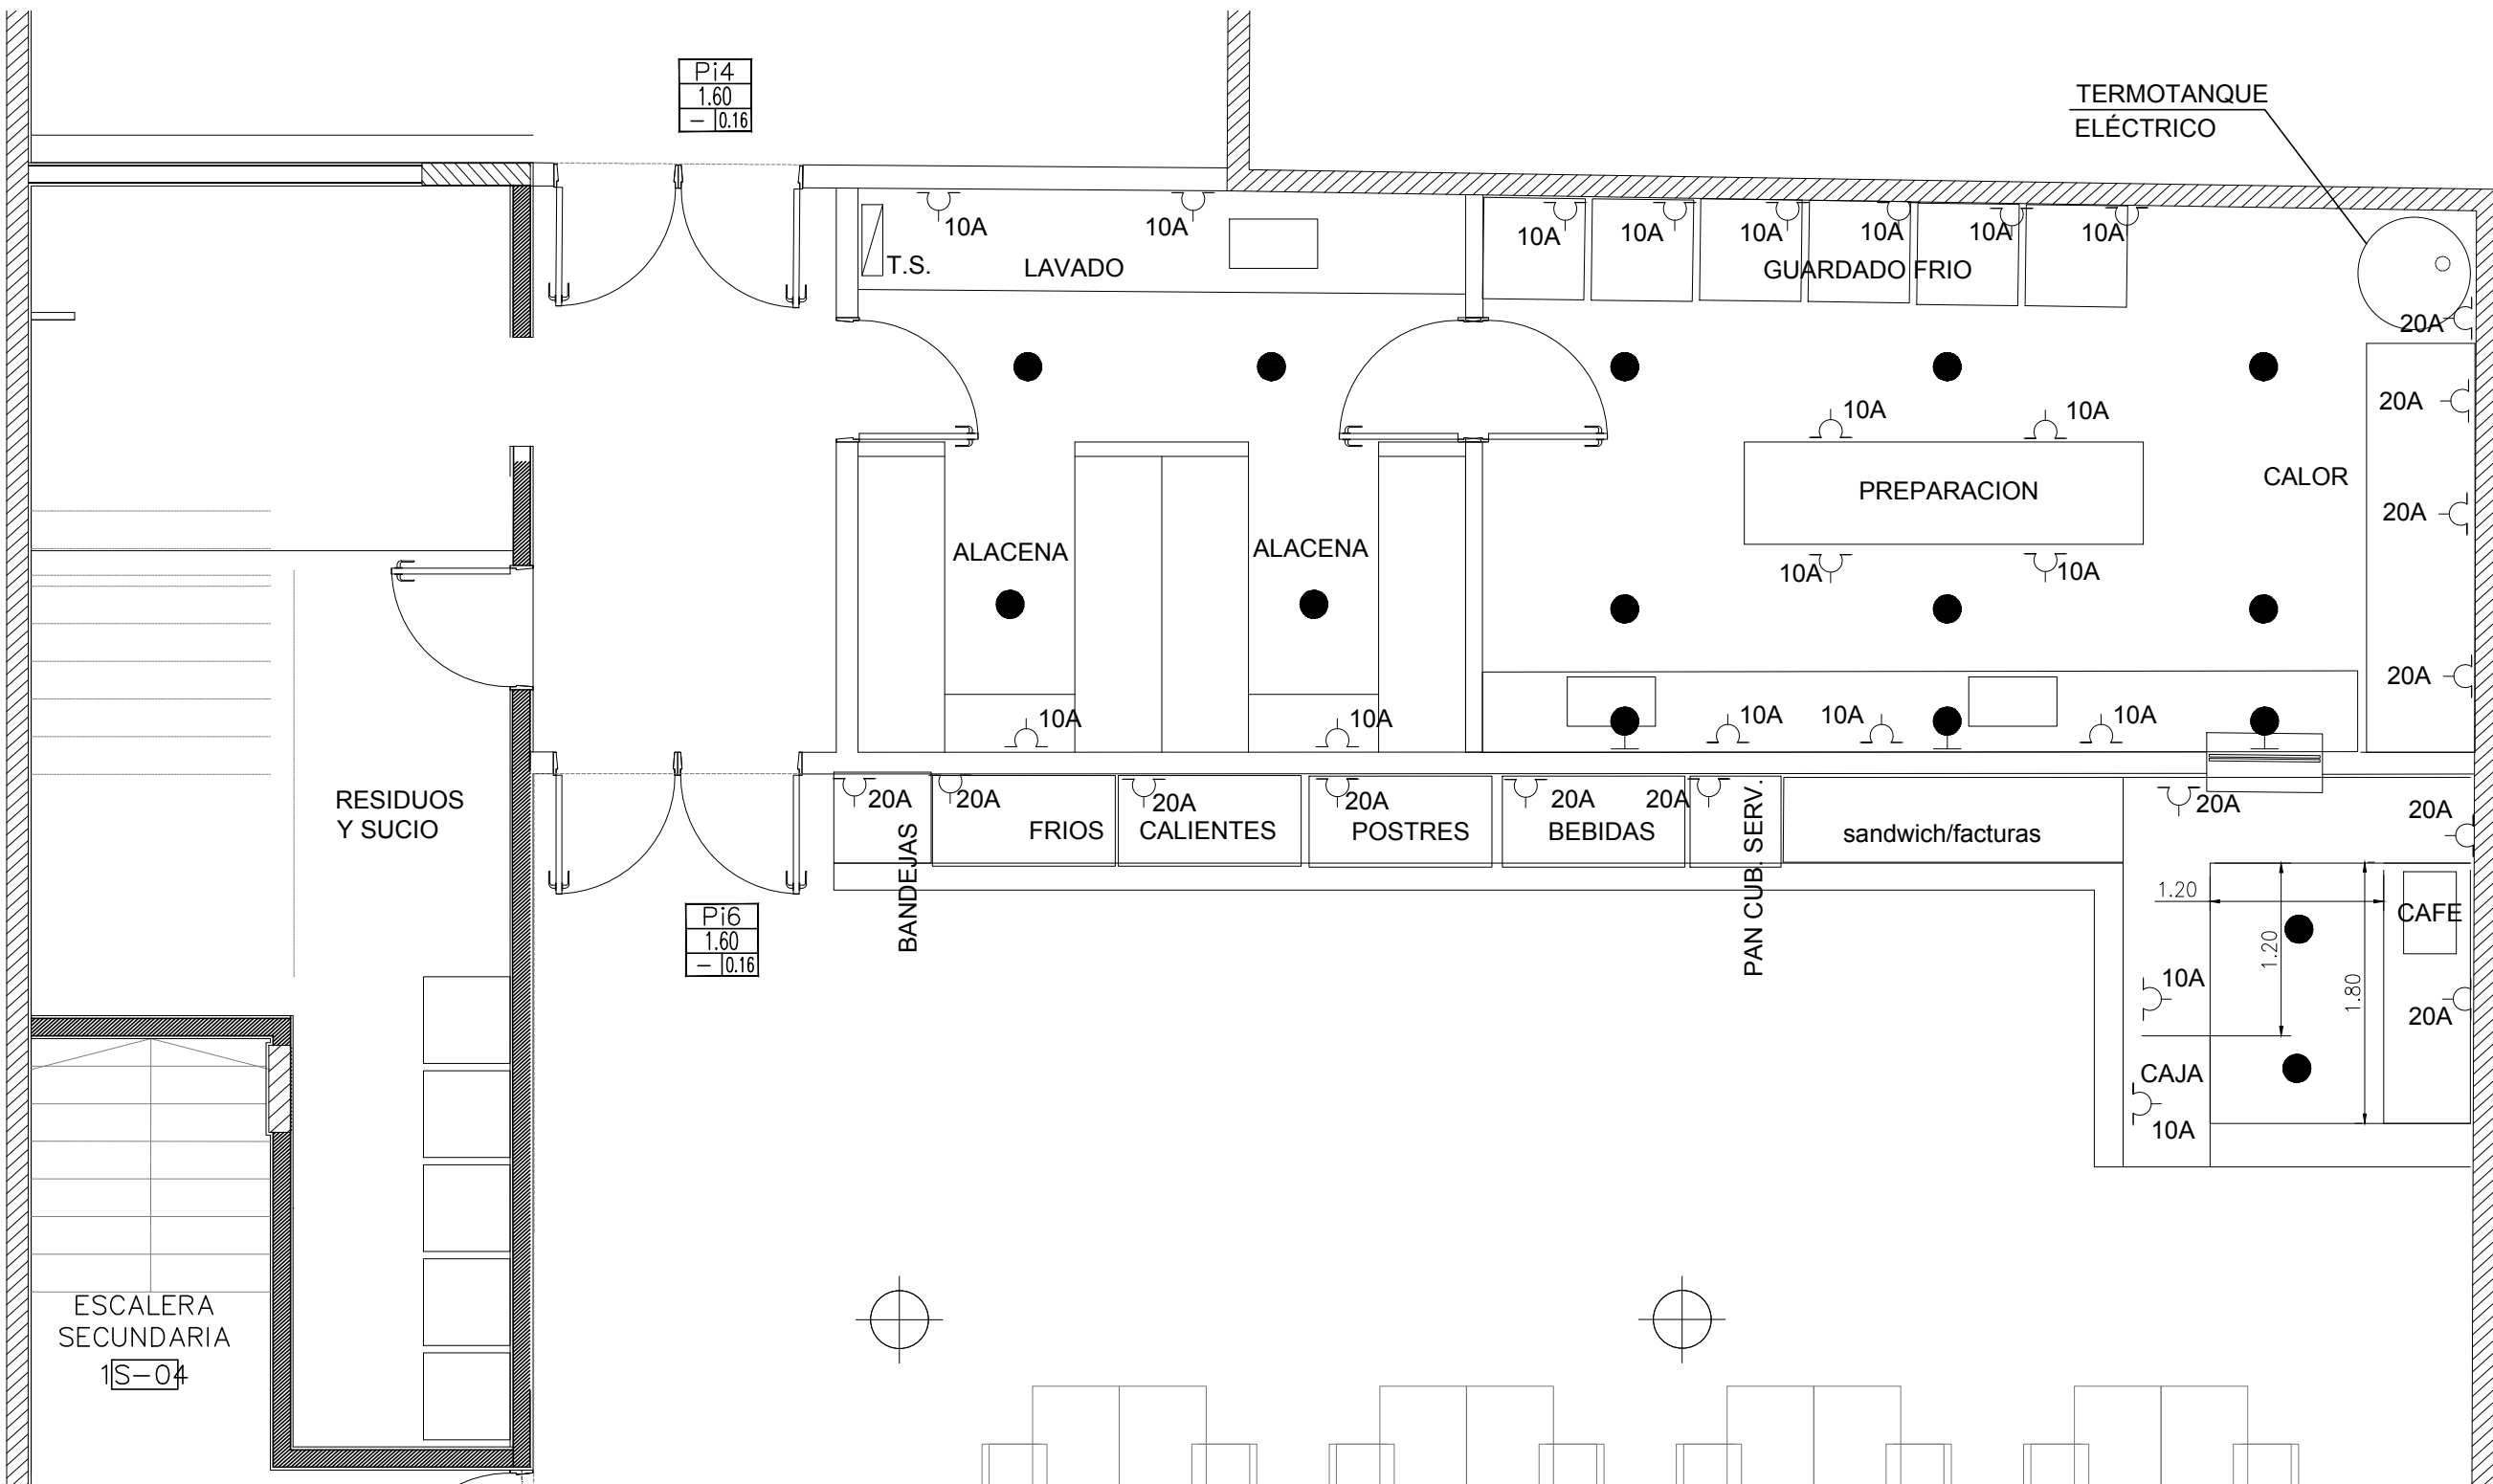 Pi4
1.60
– 0.16
TERMOTANQUE
ELÉCTRICO
10A
10A
T.S.
LAVADO
10A
10A
10A
10A
10A
10A
GUARDADO FRIO
20A
20A
10A
10A
PREPARACION
CALOR
20A
10A
10A
ALACENA
ALACENA
20A
10A
10A
10A
10A
10A
RESIDUOS
Y SUCIO
20A
BANDEJAS
20A
FRIOS
20A
CALIENTES
20A
POSTRES
20A
BEBIDAS
20A
PAN CUB. SERV.
sandwich/facturas
20A
20A
1.20
CAFE
1.20
1.80
10A
20A
CAJA
10A
Pi6
1.60
– 0.16
ESCALERA
SECUNDARIA
1S-04